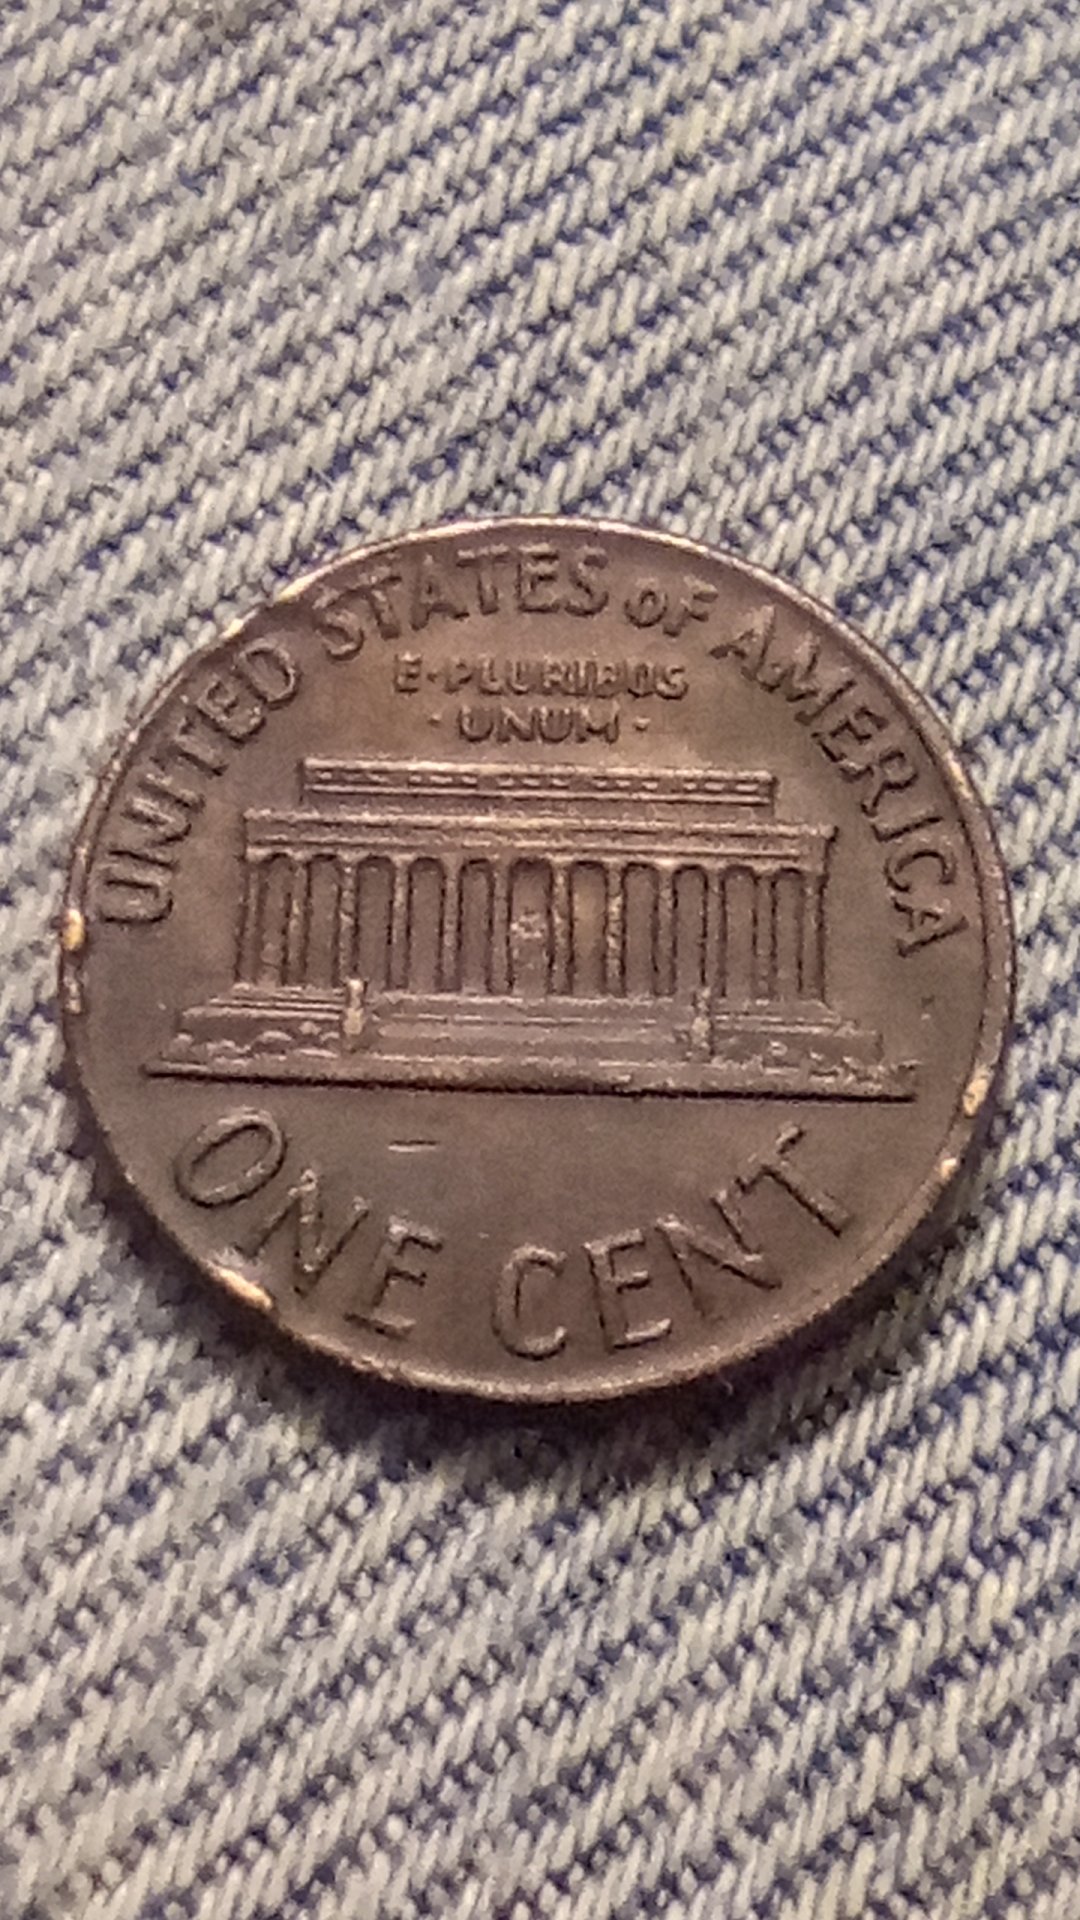 UNITED STATES OF AMERICA
E·PLURIBUS
·UNUM·
ONE CENT